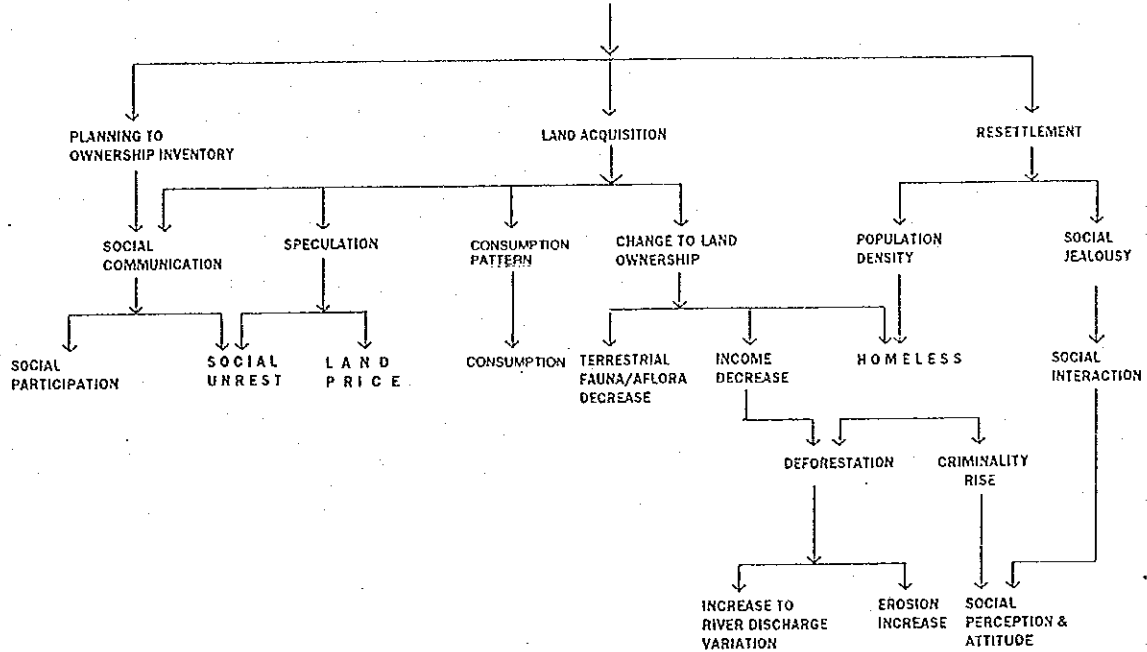 PLANNING TO
OWNERSHIP INVENTORY
LAND ACQUISITION
RESETTLEMENT
SOCIAL
COMMUNICATION
SPECULATION
CONSUMPTION
PATTERN
CHANGE TO LAND
OWNERSHIP
POPULATION
DENSITY
SOCIAL
JEALOUSY
SOCIAL
PARTICIPATION
SOCIAL
UNREST
LAND
PRICE
CONSUMPTION
TERRESTRIAL
FAUNA/AFLORA
DECREASE
INCOME
DECREASE
HOMELESS
SOCIAL
INTERACTION
DEFORESTATION
CRIMINALITY
RISE
INCREASE TO
RIVER DISCHARGE
VARIATION
EROSION
INCREASE
SOCIAL
PERCEPTION &
ATTITUDE